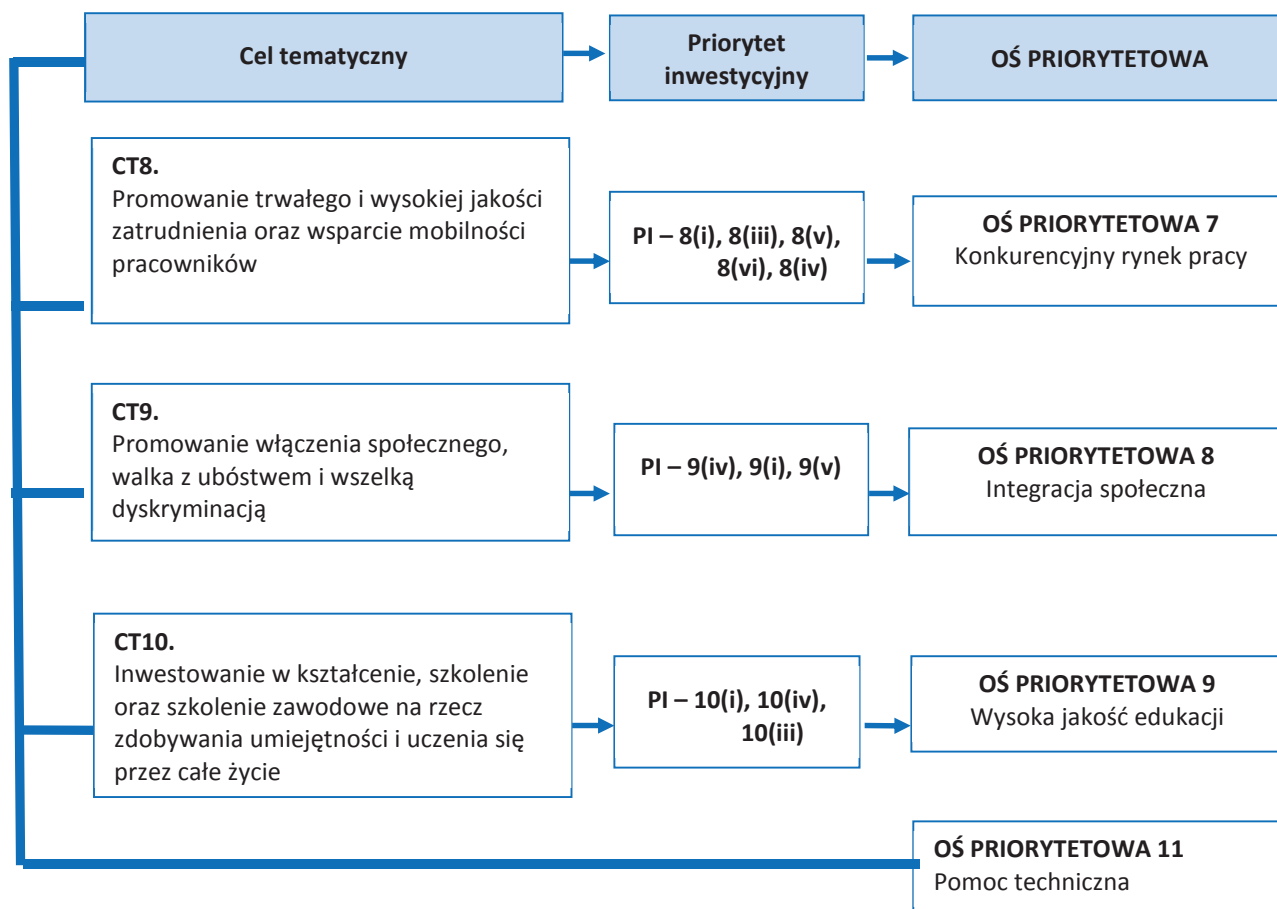 Cel tematyczny
Priorytet
inwestycyjny
OŚ PRIORYTETOWA
CT8.
Promowanie trwałego i wysokiej jakości
zatrudnienia oraz wsparcie mobilności
pracowników
PI – 8(i), 8(iii), 8(v),
8(vi), 8(iv)
OŚ PRIORYTETOWA 7
Konkurencyjny rynek pracy
CT9.
Promowanie włączenia społecznego,
walka z ubóstwem i wszelką
dyskryminacją
PI – 9(iv), 9(i), 9(v)
OŚ PRIORYTETOWA 8
Integracja społeczna
CT10.
Inwestowanie w kształcenie, szkolenie
oraz szkolenie zawodowe na rzecz
zdobywania umiejętności i uczenia się
przez całe życie
PI – 10(i), 10(iv),
10(iii)
OŚ PRIORYTETOWA 9
Wysoka jakość edukacji
OŚ PRIORYTETOWA 11
Pomoc techniczna